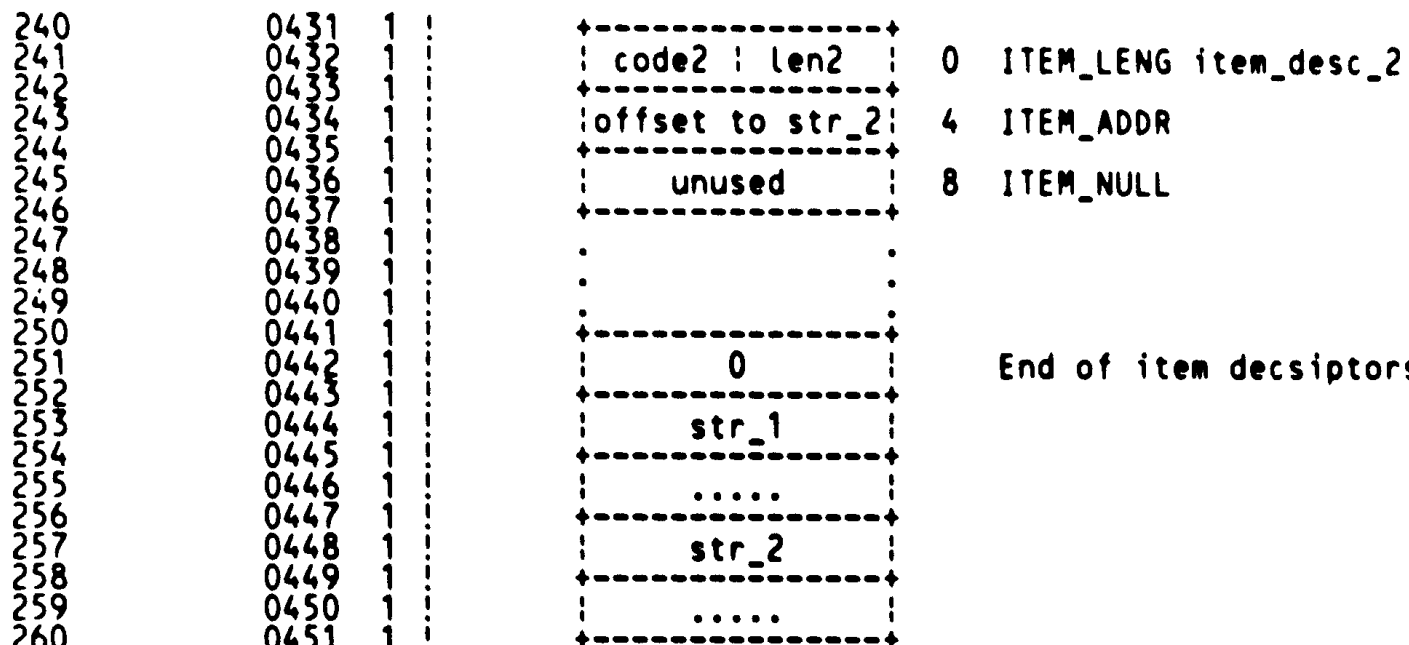 240 0431 1 ! +---------------+
241 0432 1 ! ! code2 ! len2 ! 0 ITEM_LENG item_desc_2
242 0433 1 ! +---------------+
243 0434 1 ! !offset to str_2! 4 ITEM_ADDR
244 0435 1 ! +---------------+
245 0436 1 ! ! unused ! 8 ITEM_NULL
246 0437 1 ! +---------------+
247 0438 1 ! . .
248 0439 1 ! . .
249 0440 1 ! . .
250 0441 1 ! +---------------+
251 0442 1 ! ! 0 ! End of item decsiptors
252 0443 1 ! +---------------+
253 0444 1 ! ! str_1 !
254 0445 1 ! +---------------+
255 0446 1 ! ! ..... !
256 0447 1 ! +---------------+
257 0448 1 ! ! str_2 !
258 0449 1 ! +---------------+
259 0450 1 ! ! ..... !
260 0451 1 ! +---------------+